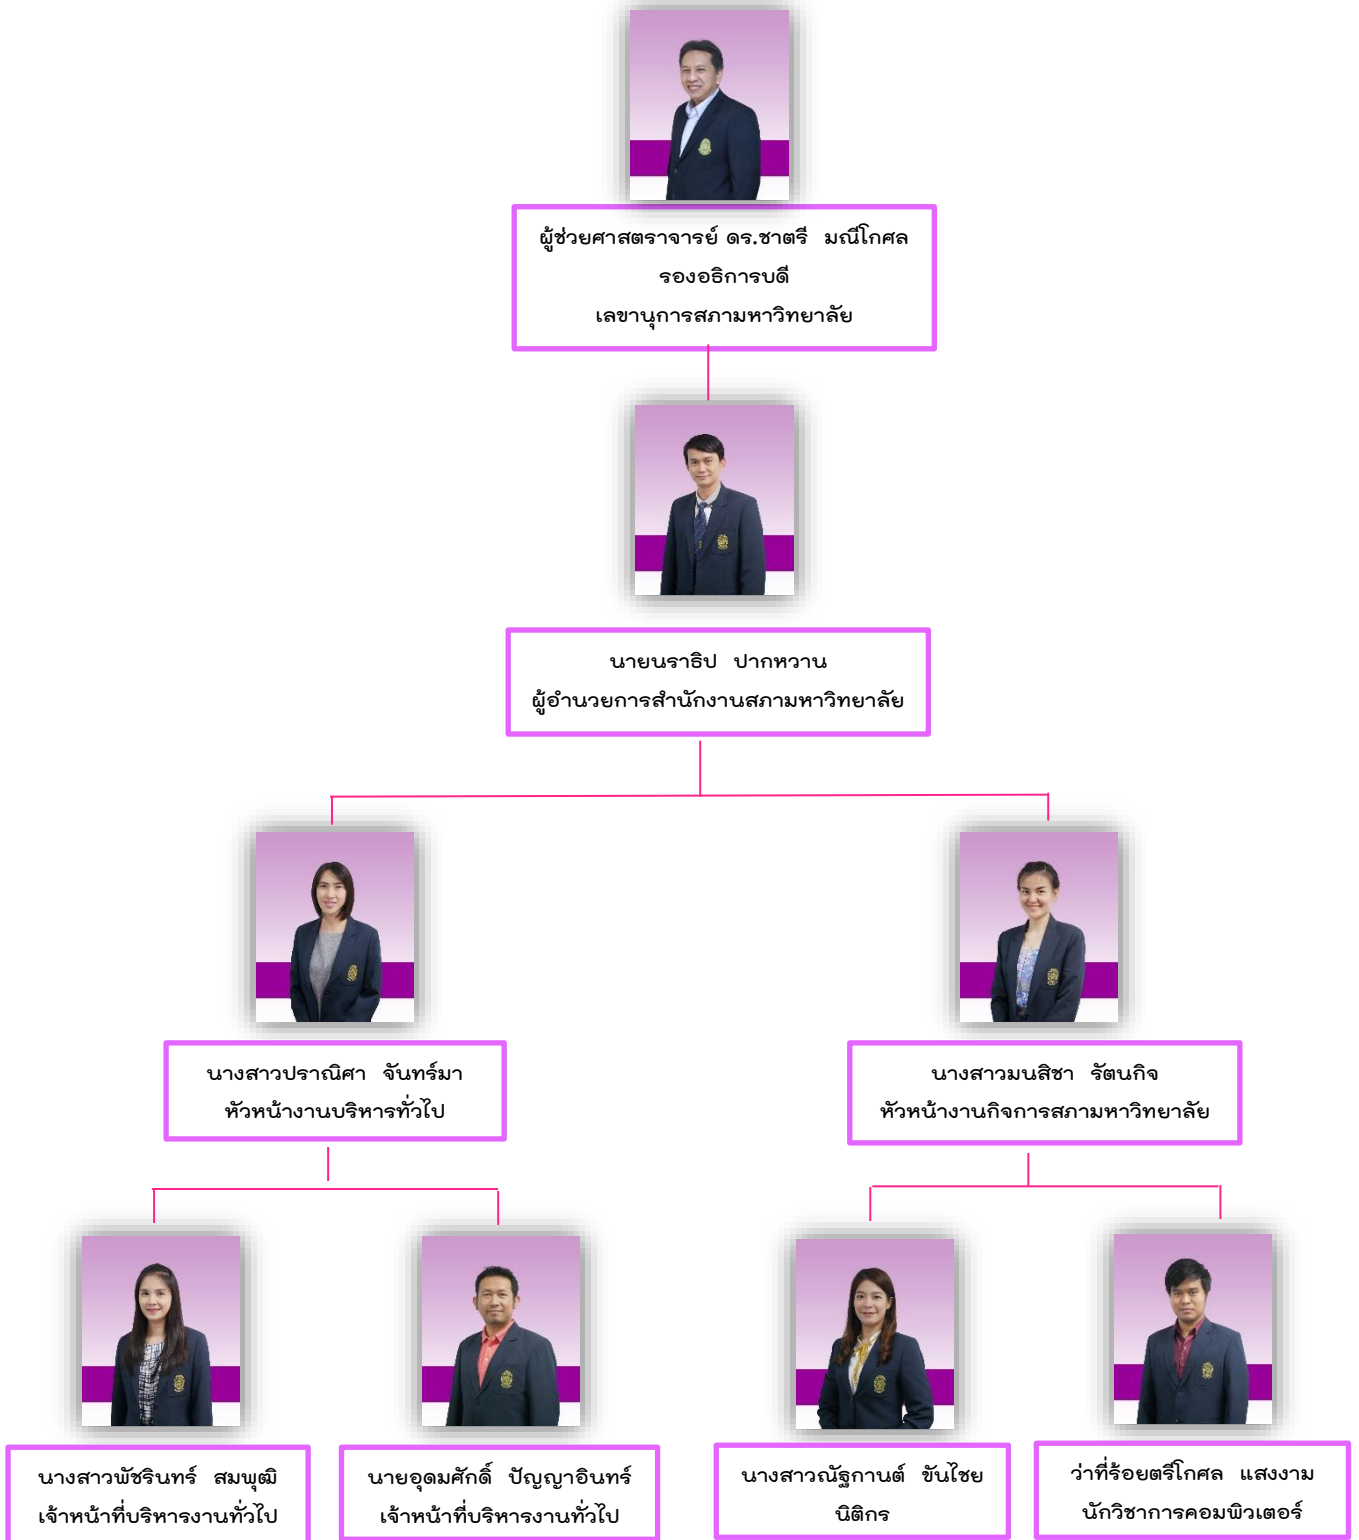 ผู้ช่วยศาสตราจารย์ ดร.ชาตรี มณีโกศล
รองอธิการบดี
เลขานุการสภามหาวิทยาลัย
นายนราธิป ปากหวาน
ผู้อำนวยการสำนักงานสภามหาวิทยาลัย
นางสาวปราณิศา จันทร์มา
หัวหน้างานบริหารทั่วไป
นางสาวมนสิชา รัตนกิจ
หัวหน้างานกิจการสภามหาวิทยาลัย
นางสาวพัชรินทร์ สมพุฒิ
เจ้าหน้าที่บริหารงานทั่วไป
นายอุดมศักดิ์ ปัญญาอินทร์
เจ้าหน้าที่บริหารงานทั่วไป
นางสาวณัฐกานต์ ขันไชย
นิติกร
ว่าที่ร้อยตรีโกศล แสงงาม
นักวิชาการคอมพิวเตอร์